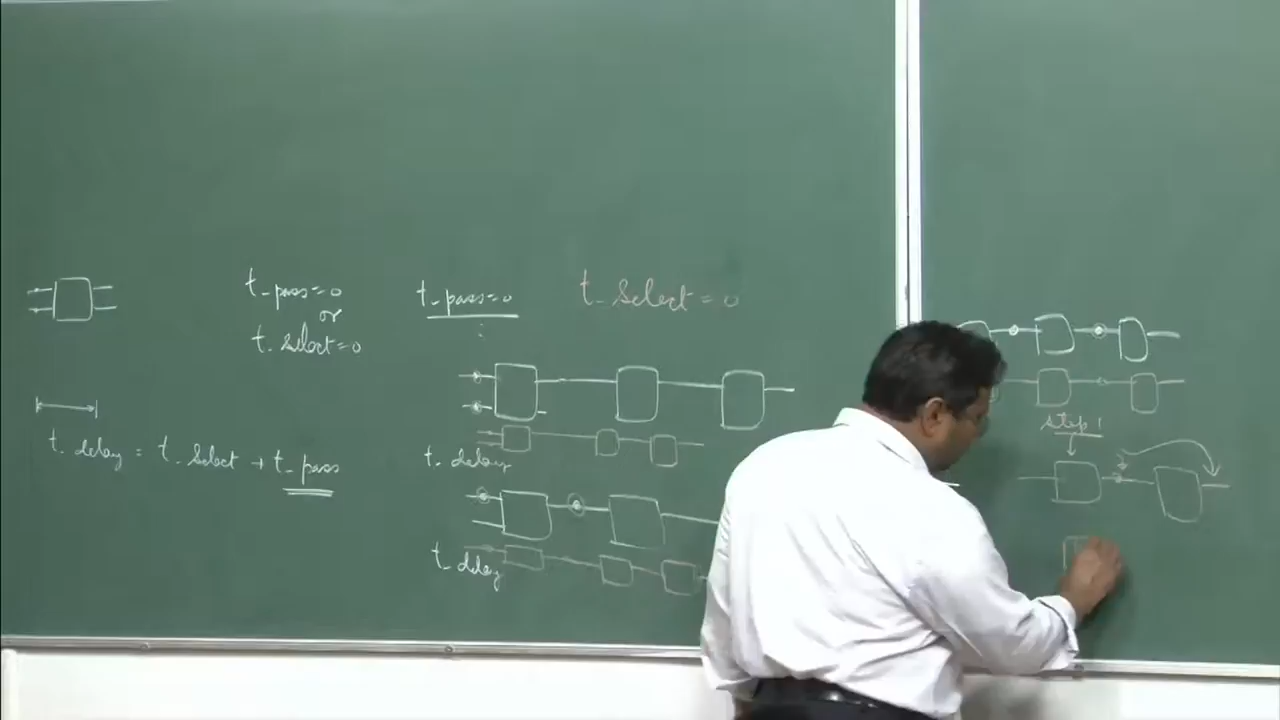 t_pass=0
or
t_select=0
t_delay = t_select + t_pass
t_pass=0
t_select=0
t_delay
t_delay
step 1